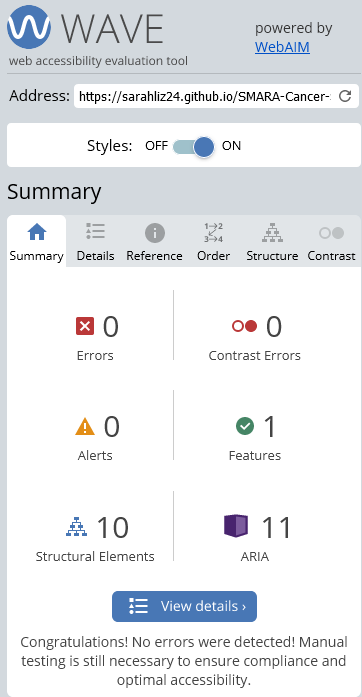 WAVE
web accessibility evaluation tool
powered by
WebAIM
Address: https://sarahliz24.github.io/SMARA-Cancer-
Styles: OFF ON
Summary
Summary Details Reference Order Structure Contrast
0 0
Errors Contrast Errors
0 1
Alerts Features
10 11
Structural Elements ARIA
View details ›
Congratulations! No errors were detected! Manual
testing is still necessary to ensure compliance and
optimal accessibility.